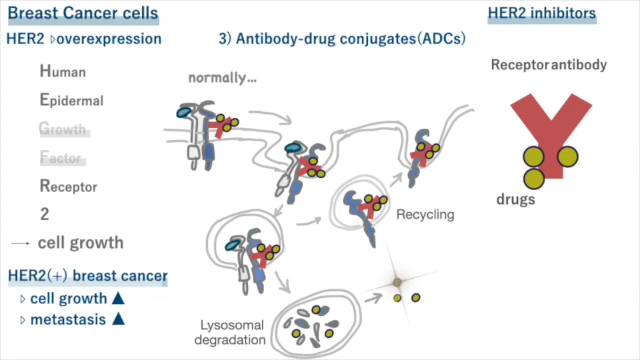 Breast Cancer cells
HER2 ▷overexpression
Human
Epidermal
Growth
Factor
Receptor
2
→ cell growth
HER2(+) breast cancer
▷ cell growth ▲
▷ metastasis ▲
3) Antibody-drug conjugates(ADCs)
normally...
Recycling
Lysosomal
degradation
HER2 inhibitors
Receptor antibody
drugs